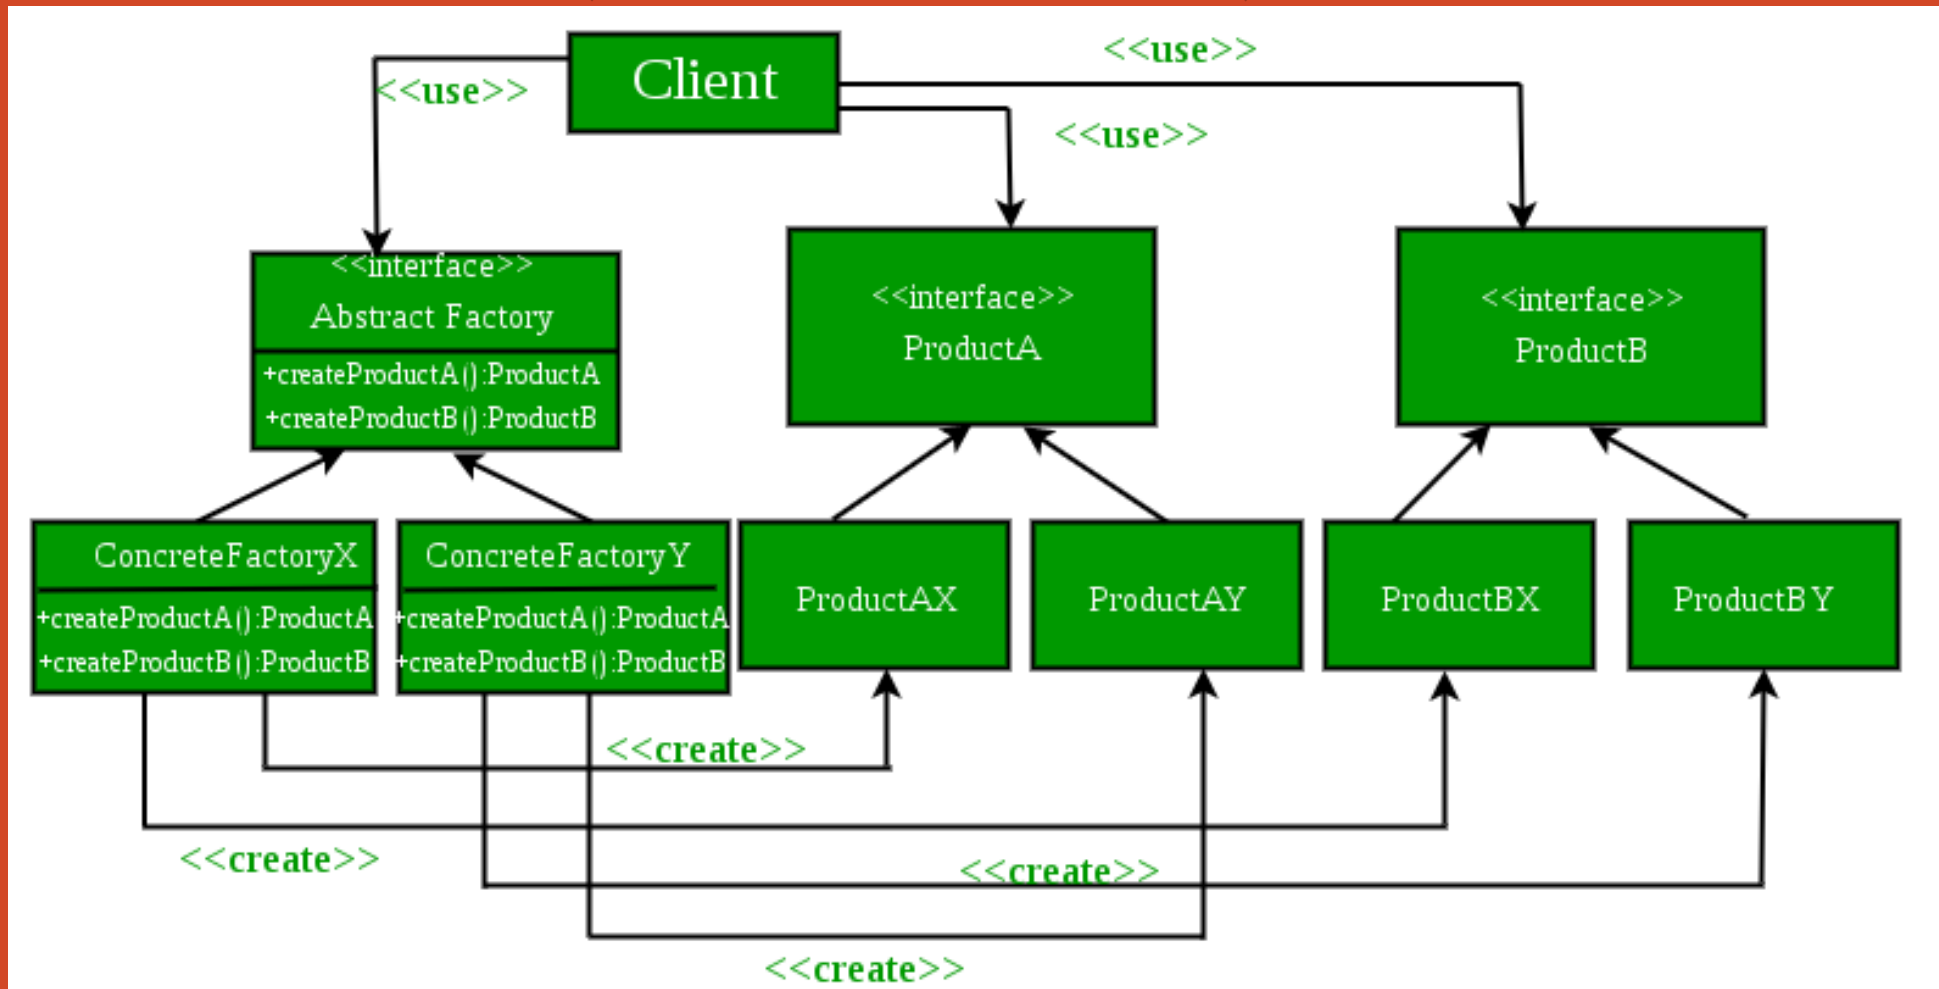 Client
<<use>>
<<use>>
<<use>>
<<interface>>
Abstract Factory
+createProductA():ProductA
+createProductB():ProductB
<<interface>>
ProductA
<<interface>>
ProductB
ConcreteFactoryX
+createProductA():ProductA
+createProductB():ProductB
ConcreteFactoryY
+createProductA():ProductA
+createProductB():ProductB
ProductAX
ProductAY
ProductBX
ProductBY
<<create>>
<<create>>
<<create>>
<<create>>